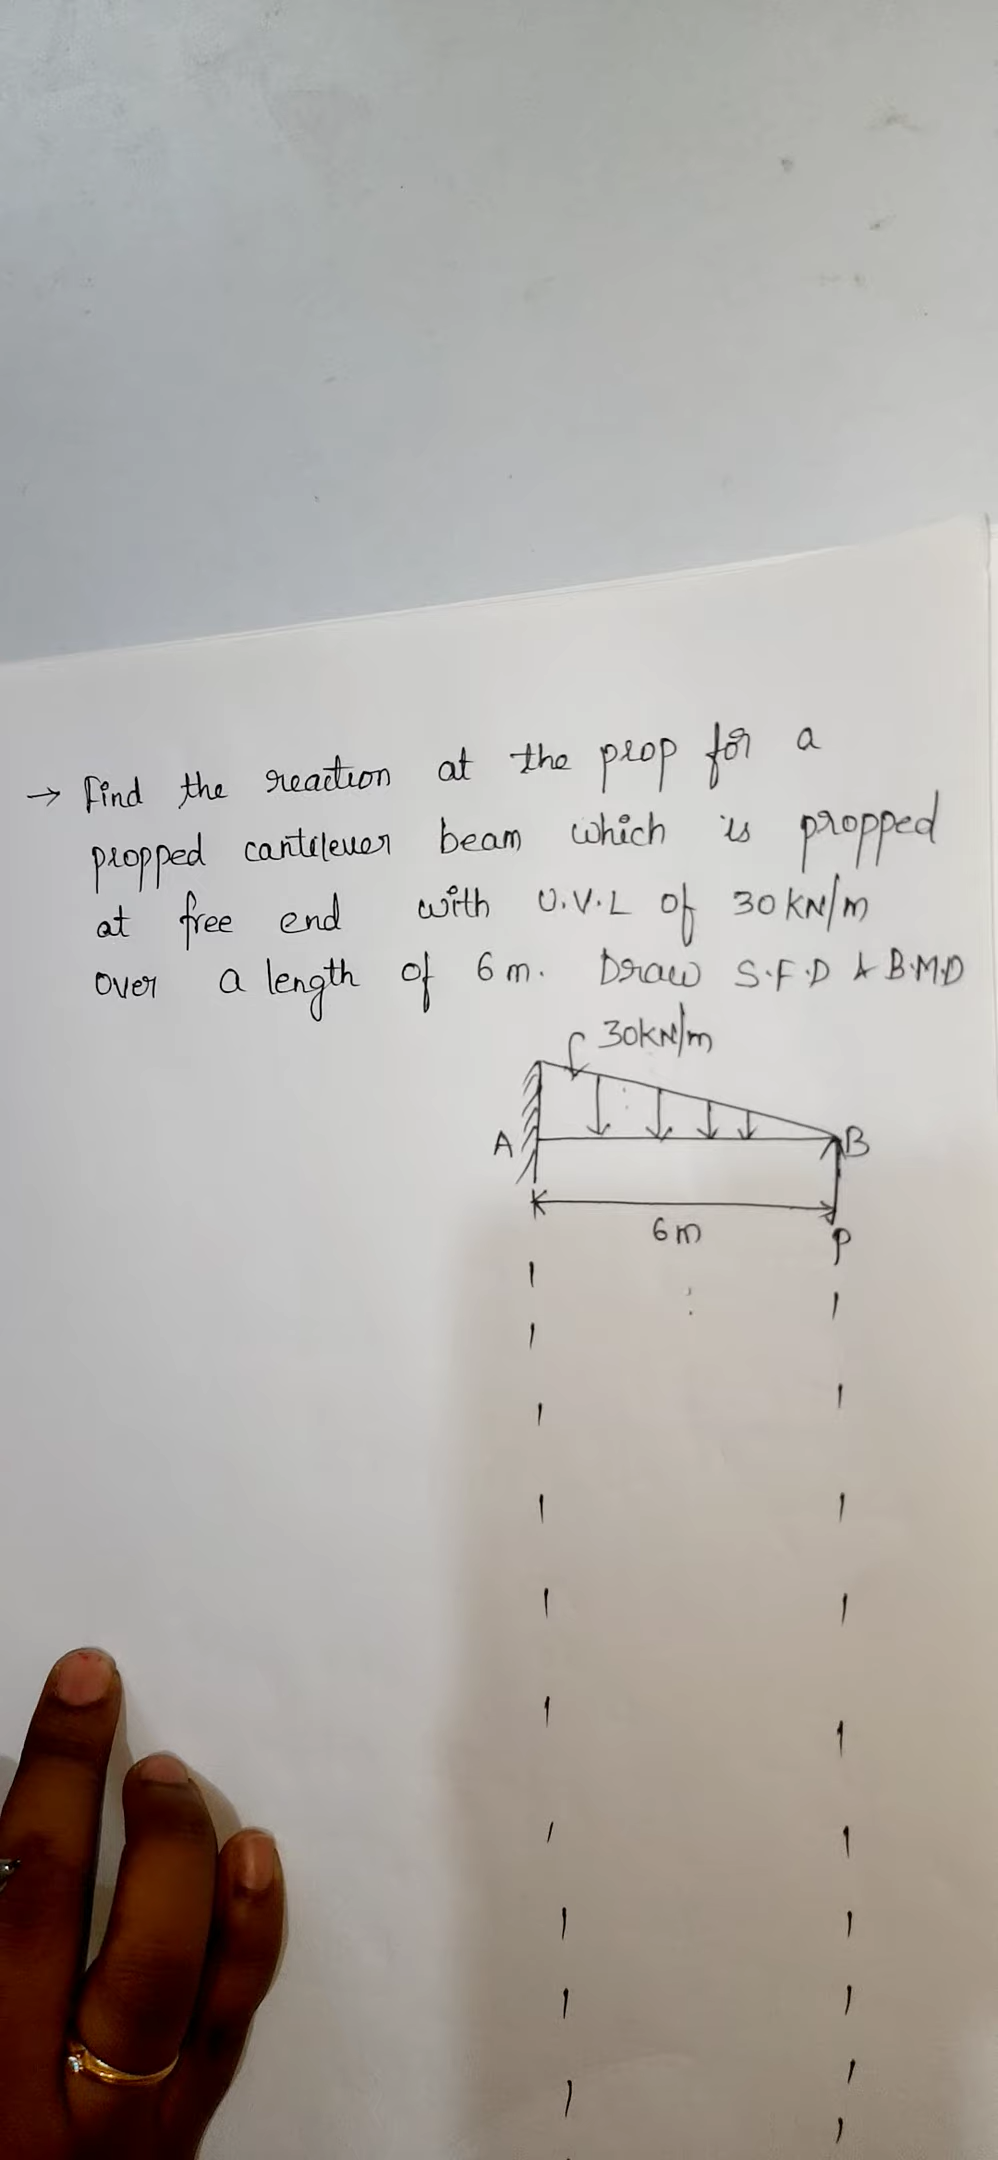 → Find the reaction at the prop for a
propped cantilever beam which is propped
at free end with U.V.L of 30 kN/m
over a length of 6 m. Draw S.F.D & B.M.D
30kN/m
A B
6 m
P